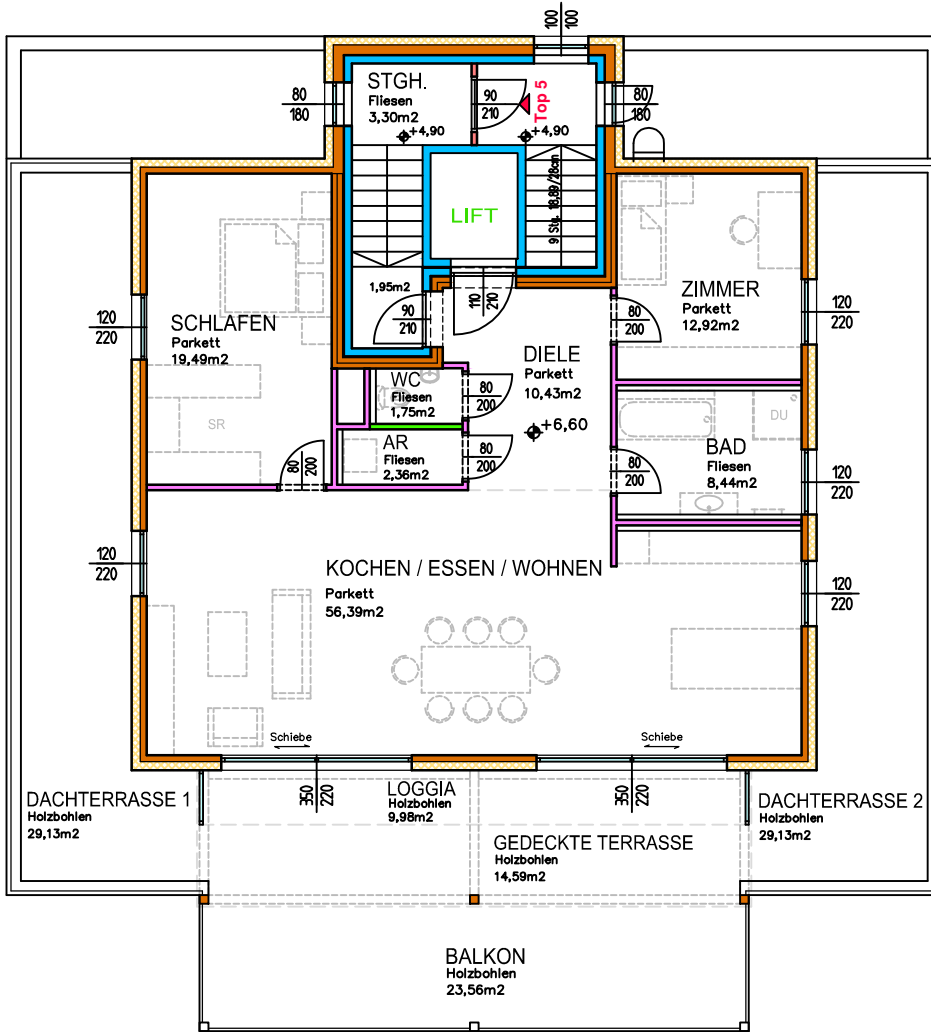 100
100
STGH.
Fliesen
3,30m2
80
180
90
210
Top 5
80
180
+4,90
+4,90
9 Stg. 18,89/28cm
LIFT
1,95m2
90
210
110
210
SCHLAFEN
Parkett
19,49m2
120
220
ZIMMER
Parkett
12,92m2
120
220
80
200
DIELE
Parkett
10,43m2
+6,60
WC
Fliesen
1,75m2
80
200
SR
AR
Fliesen
2,36m2
80
200
80
200
DU
BAD
Fliesen
8,44m2
80
200
120
220
120
220
KOCHEN / ESSEN / WOHNEN
Parkett
56,39m2
120
220
Schiebe
Schiebe
350
220
350
220
DACHTERRASSE 1
Holzbohlen
29,13m2
LOGGIA
Holzbohlen
9,98m2
DACHTERRASSE 2
Holzbohlen
29,13m2
GEDECKTE TERRASSE
Holzbohlen
14,59m2
BALKON
Holzbohlen
23,56m2